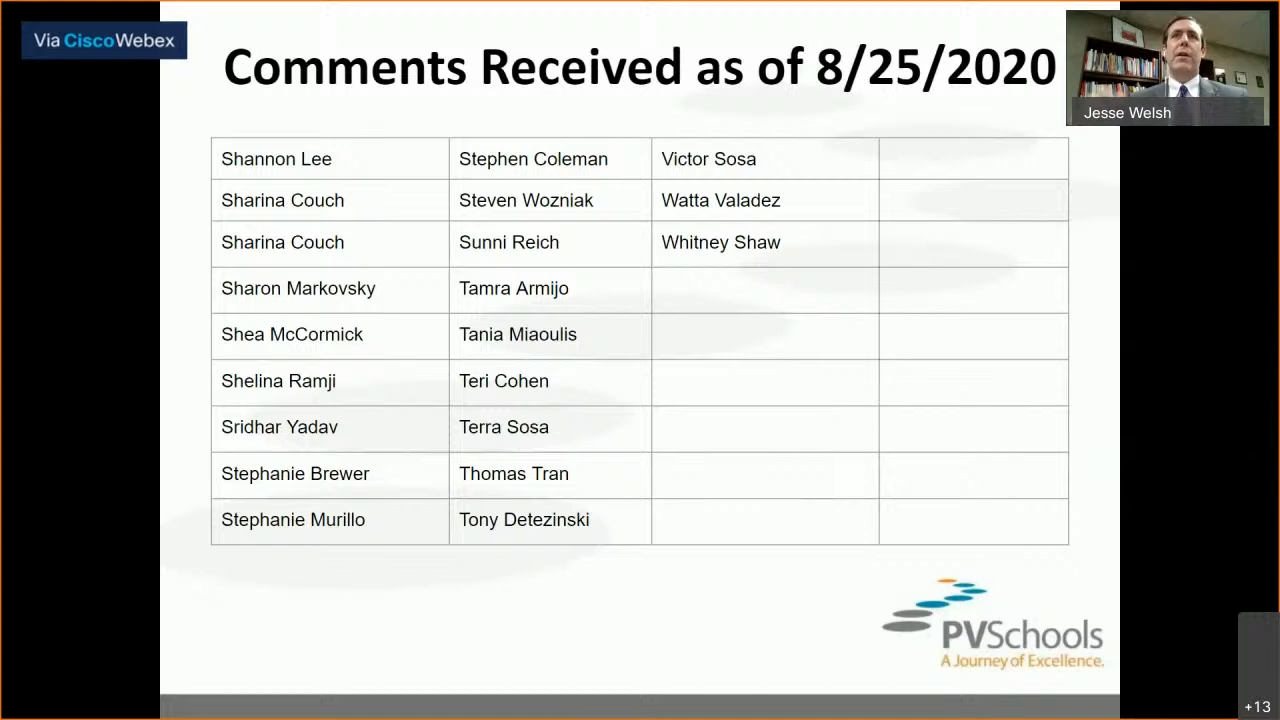 Via CiscoWebex
Comments Received as of 8/25/2020
Jesse Welsh
Shannon Lee Stephen Coleman Victor Sosa
Sharina Couch Steven Wozniak Watta Valadez
Sharina Couch Sunni Reich Whitney Shaw
Sharon Markovsky Tamra Armijo
Shea McCormick Tania Miaoulis
Shelina Ramji Teri Cohen
Sridhar Yadav Terra Sosa
Stephanie Brewer Thomas Tran
Stephanie Murillo Tony Detezinski
PVSchools
A Journey of Excellence.
+13